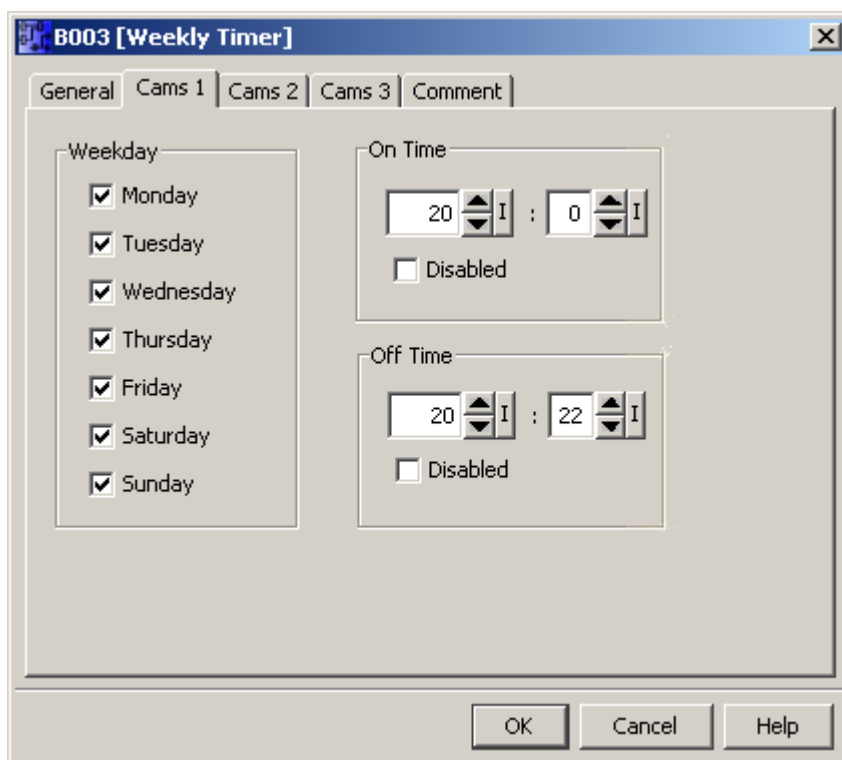 B003 [Weekly Timer]
General Cams 1 Cams 2 Cams 3 Comment
Weekday
Monday
Tuesday
Wednesday
Thursday
Friday
Saturday
Sunday
On Time
20 I : 0 I
Disabled
Off Time
20 I : 22 I
Disabled
OK Cancel Help